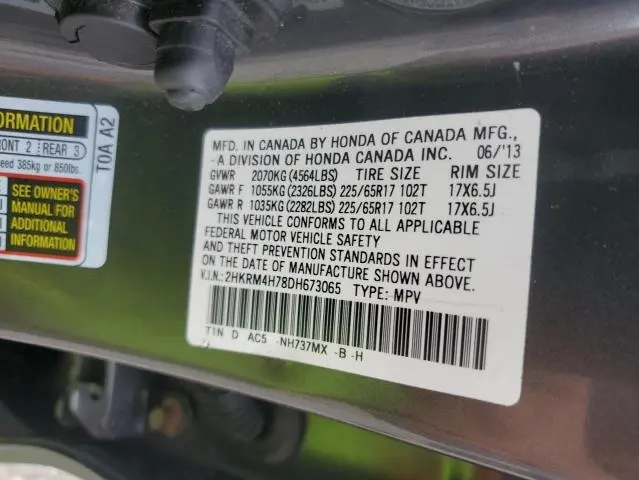 ORMATION
RONT 2 REAR 3
eed 385kg or 850lbs.
SEE OWNER'S
MANUAL FOR
ADDITIONAL
INFORMATION
T0A A2
MFD. IN CANADA BY HONDA OF CANADA MFG.,
- A DIVISION OF HONDA CANADA INC. 06/'13
GVWR 2070KG (4564LBS) TIRE SIZE RIM SIZE
GAWR F 1055KG (2326LBS) 225/65R17 102T 17X6.5J
GAWR R 1035KG (2282LBS) 225/65R17 102T 17X6.5J
THIS VEHICLE CONFORMS TO ALL APPLICABLE
FEDERAL MOTOR VEHICLE SAFETY
AND THEFT PREVENTION STANDARDS IN EFFECT
ON THE DATE OF MANUFACTURE SHOWN ABOVE.
V.I.N.: 2HKRM4H78DH673065 TYPE: MPV
T1N D AC5 -NH737MX -B -H